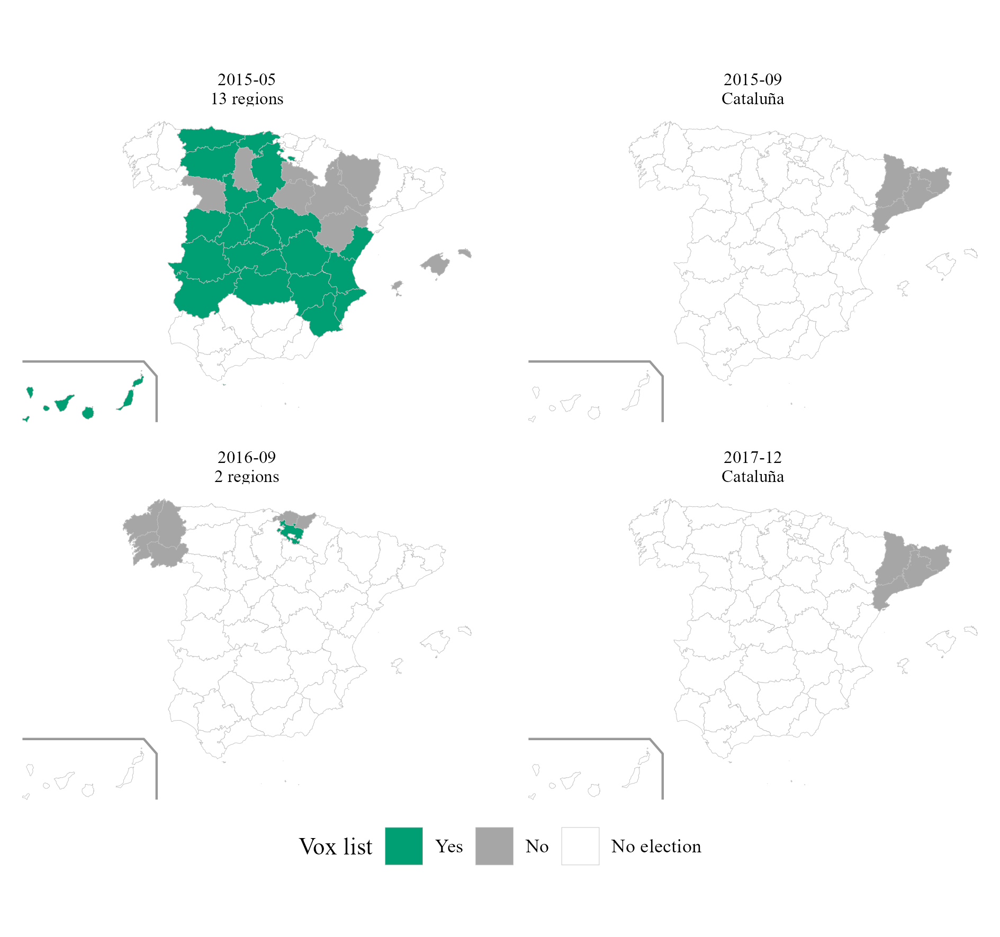 2015-05
13 regions
2015-09
Cataluña
2016-09
2 regions
2017-12
Cataluña
Vox list
Yes
No
No election